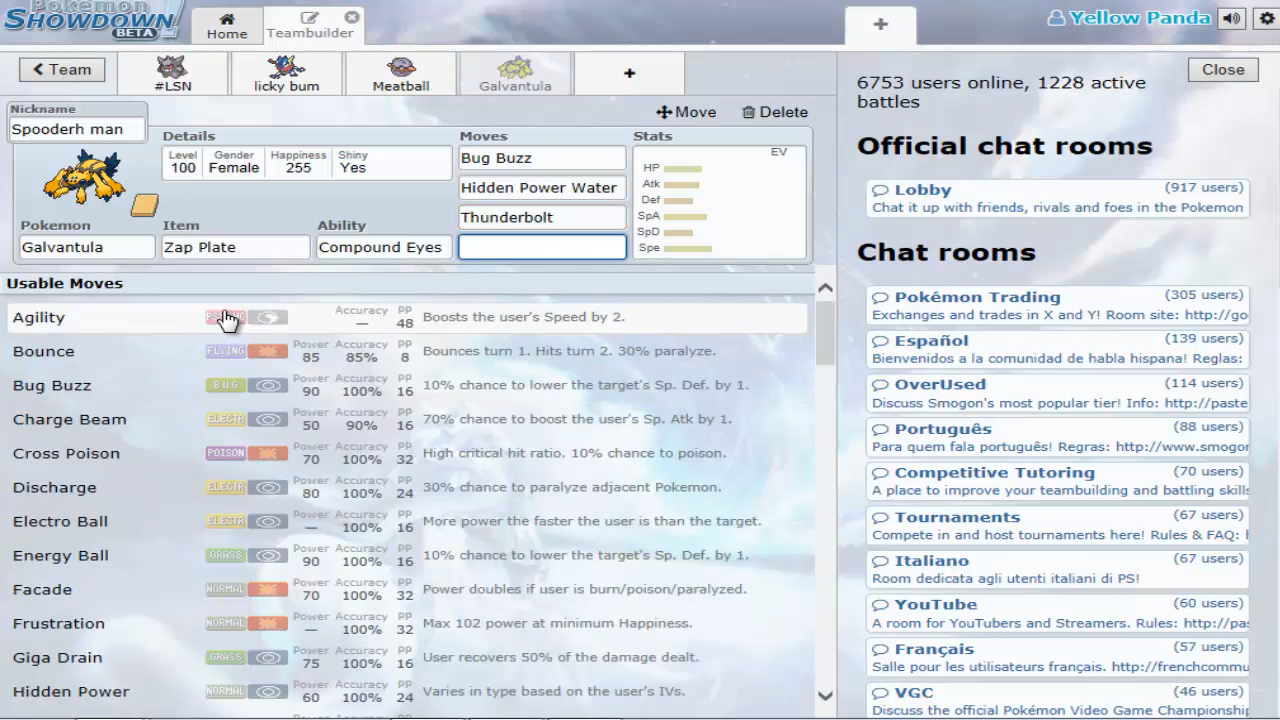 Pokémon
SHOWDOWN
BETA
Home
Teambuilder
+
Yellow Panda
< Team
#LSN
licky bum
Meatball
Galvantula
+
Close
Nickname
Spooderh man
Move
Delete
Details
Level
100
Gender
Female
Happiness
255
Shiny
Yes
Moves
Bug Buzz
Hidden Power Water
Thunderbolt
Stats
EV
HP
Atk
Def
SpA
SpD
Spe
Pokemon
Galvantula
Item
Zap Plate
Ability
Compound Eyes
Usable Moves
Agility Accuracy — PP 48 Boosts the user's Speed by 2.
Bounce FLYING Power 85 Accuracy 85% PP 8 Bounces turn 1. Hits turn 2. 30% paralyze.
Bug Buzz BUG Power 90 Accuracy 100% PP 16 10% chance to lower the target's Sp. Def. by 1.
Charge Beam ELECTR Power 50 Accuracy 90% PP 16 70% chance to boost the user's Sp. Atk by 1.
Cross Poison POISON Power 70 Accuracy 100% PP 32 High critical hit ratio. 10% chance to poison.
Discharge ELECTR Power 80 Accuracy 100% PP 24 30% chance to paralyze adjacent Pokemon.
Electro Ball ELECTR Power — Accuracy 100% PP 16 More power the faster the user is than the target.
Energy Ball GRASS Power 90 Accuracy 100% PP 16 10% chance to lower the target's Sp. Def. by 1.
Facade NORMAL Power 70 Accuracy 100% PP 32 Power doubles if user is burn/poison/paralyzed.
Frustration NORMAL Power — Accuracy 100% PP 32 Max 102 power at minimum Happiness.
Giga Drain GRASS Power 75 Accuracy 100% PP 16 User recovers 50% of the damage dealt.
Hidden Power NORMAL Power 60 Accuracy 100% PP 24 Varies in type based on the user's IVs.
6753 users online, 1228 active
battles
Official chat rooms
Lobby (917 users)
Chat it up with friends, rivals and foes in the Pokemon
Chat rooms
Pokémon Trading (305 users)
Exchanges and trades in X and Y! Room site: http://go
Español (139 users)
Bienvenidos a la comunidad de habla hispana! Reglas:
OverUsed (114 users)
Discuss Smogon's most popular tier! Info: http://paste
Português (88 users)
Para quem fala português! Regras: http://www.smogor
Competitive Tutoring (70 users)
A place to improve your teambuilding and battling skills
Tournaments (67 users)
Compete in and host tournaments here! Rules & FAQ:
Italiano (67 users)
Room dedicata agli utenti italiani di PS!
YouTube (60 users)
A room for YouTubers and Streamers. Rules: http://pas
Français (57 users)
Salle pour les utilisateurs français. http://frenchcommu
VGC (46 users)
Discuss the official Pokémon Video Game Championship